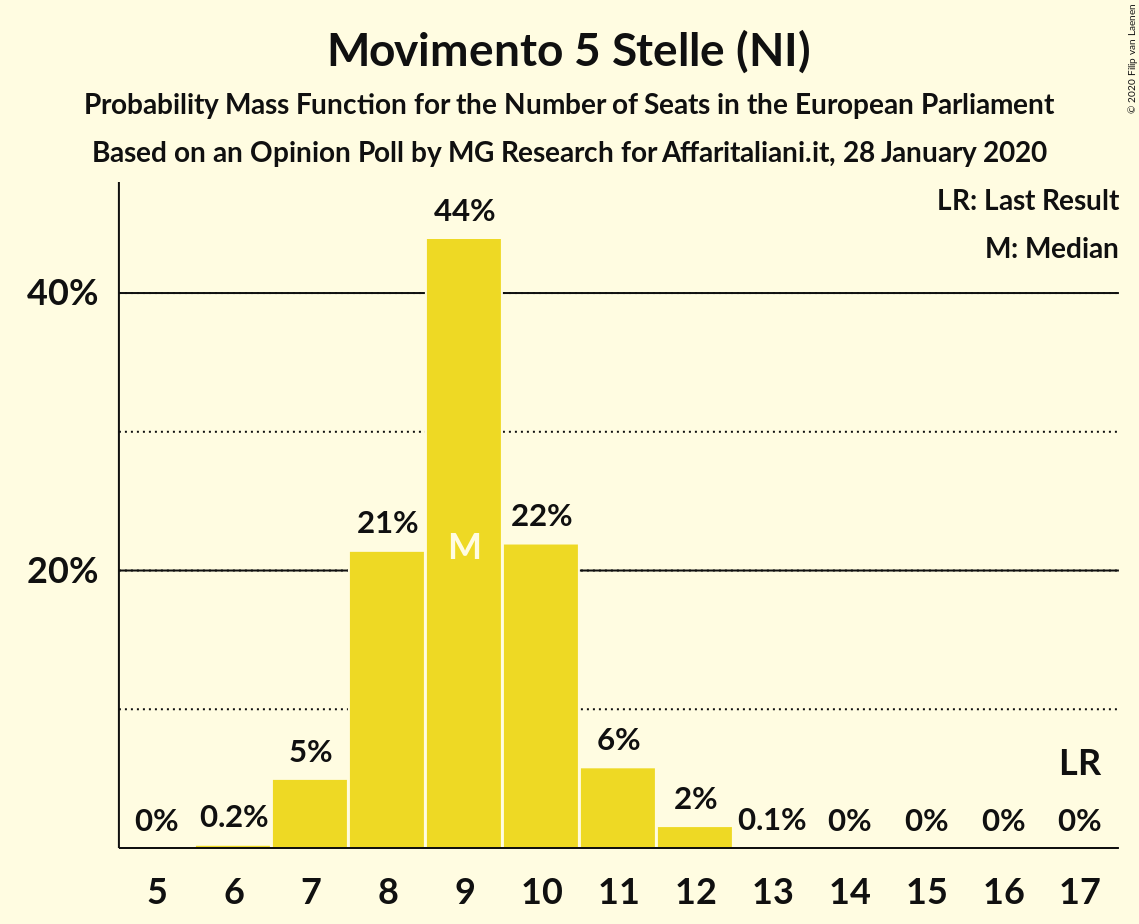 Movimento 5 Stelle (NI)
Probability Mass Function for the Number of Seats in the European Parliament
Based on an Opinion Poll by MG Research for Affaritaliani.it, 28 January 2020
© 2020 Filip van Laenen
LR: Last Result
M: Median
44%
40%
21%
22%
M
20%
5%
6%
LR
0%
0.2%
2%
0.1%
0%
0%
0%
0%
5 6 7 8 9 10 11 12 13 14 15 16 17